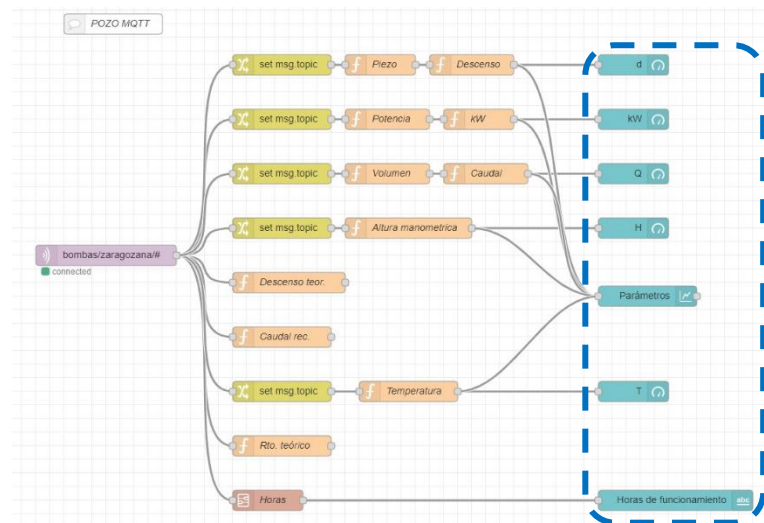 POZO MQTT
set msg.topic Piezo Descenso d
set msg.topic Potencia kW kW
set msg.topic Volumen Caudal Q
set msg.topic Altura manometrica H
bombas/zaragozana/#
connected
Descenso teor.
Parámetros
Caudal rec.
set msg.topic Temperatura T
Rto. teórico
Horas Horas de funcionamiento abc